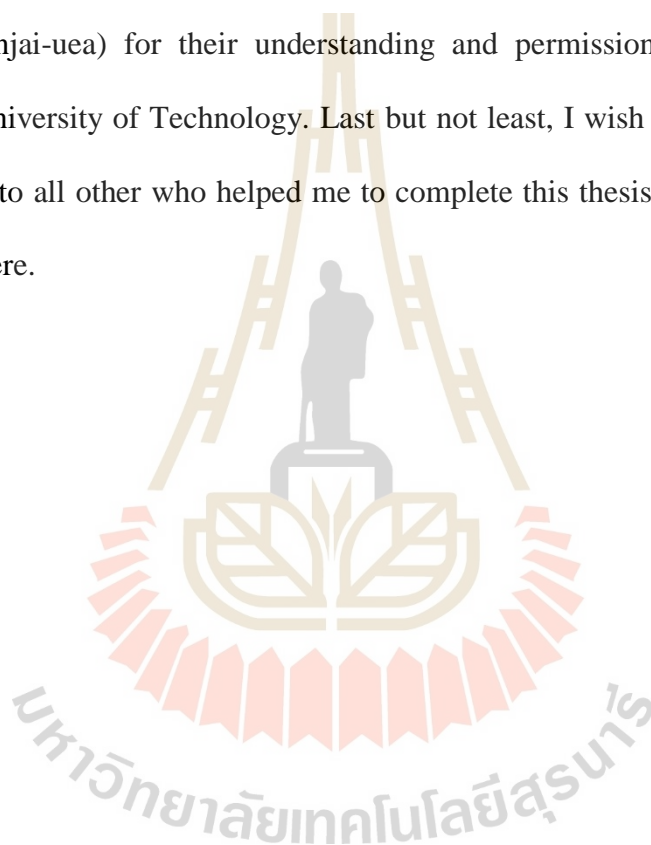 njai-uea) for their understanding and permission
niversity of Technology. Last but not least, I wish
to all other who helped me to complete this thesis
ere.
มหาวิทยาลัยเทคโนโลยีสุรนารี